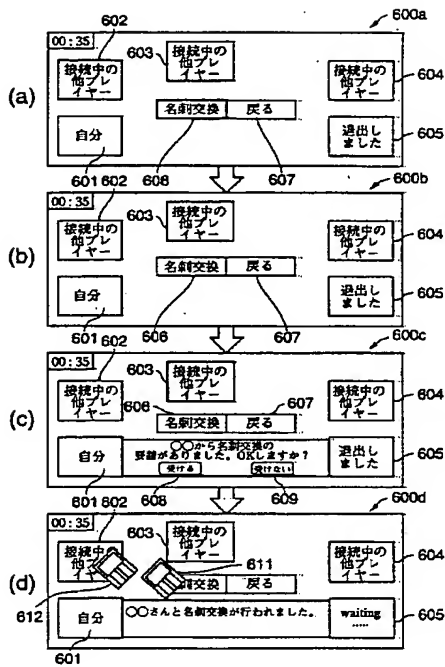 600a
00:35
602
接続中の
他プレ
イヤー
603
接続中の
他プレ
イヤー
接続中の
他プレ
イヤー
604
(a)
名刺交換
戻る
自分
退出し
ました
605
601
606
607
600b
00:35
602
接続中の
他プレ
イヤー
603
接続中の
他プレ
イヤー
接続中の
他プレ
イヤー
604
(b)
名刺交換
戻る
自分
退出し
ました
605
601
606
607
600c
00:35
602
接続中の
他プレ
イヤー
603
接続中の
他プレ
イヤー
接続中の
他プレ
イヤー
604
(c)
606
607
名刺交換
戻る
自分
○○から名刺交換の
要請がありました。OKしますか?
受ける
受けない
退出し
ました
605
601
608
609
600d
00:35
602
接続中の
他プレ
イヤー
603
接続中の
他プレ
イヤー
接続中の
他プレ
イヤー
604
(d)
611
名刺交換
戻る
612
自分
○○さんと名刺交換が行われました。
waiting
.....
605
601